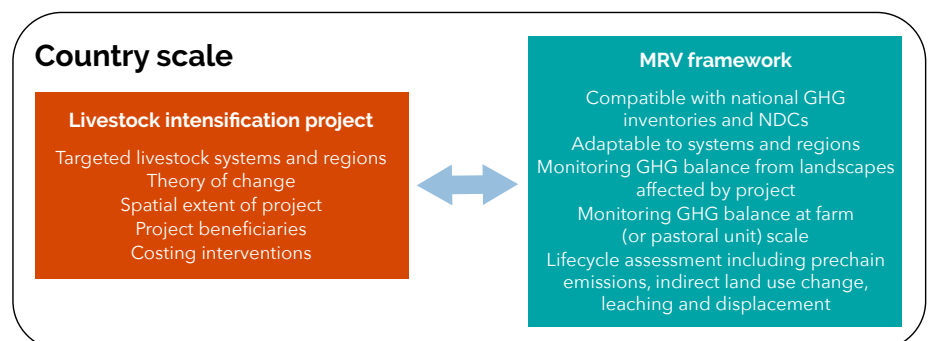 Country scale
Livestock intensification project
Targeted livestock systems and regions
Theory of change
Spatial extent of project
Project beneficiaries
Costing interventions
MRV framework
Compatible with national GHG
inventories and NDCs
Adaptable to systems and regions
Monitoring GHG balance from landscapes
affected by project
Monitoring GHG balance at farm
(or pastoral unit) scale
Lifecycle assessment including prechain
emissions, indirect land use change,
leaching and displacement